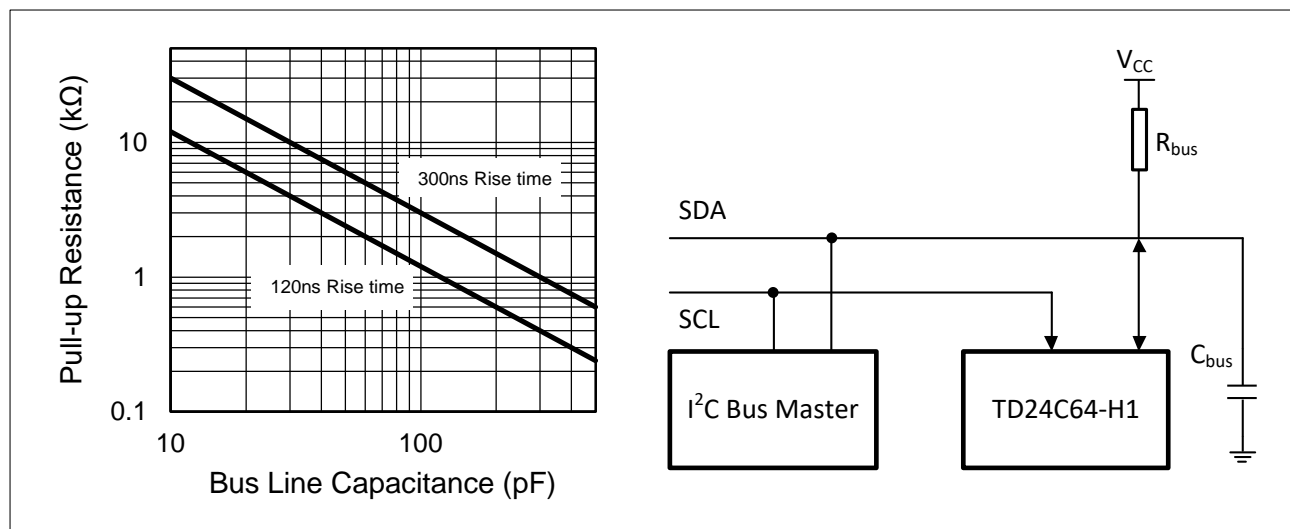 Pull-up Resistance (kΩ)
10
1
0.1
300ns Rise time
120ns Rise time
10
100
Bus Line Capacitance (pF)
VCC
Rbus
SDA
SCL
Cbus
I²C Bus Master
TD24C64-H1